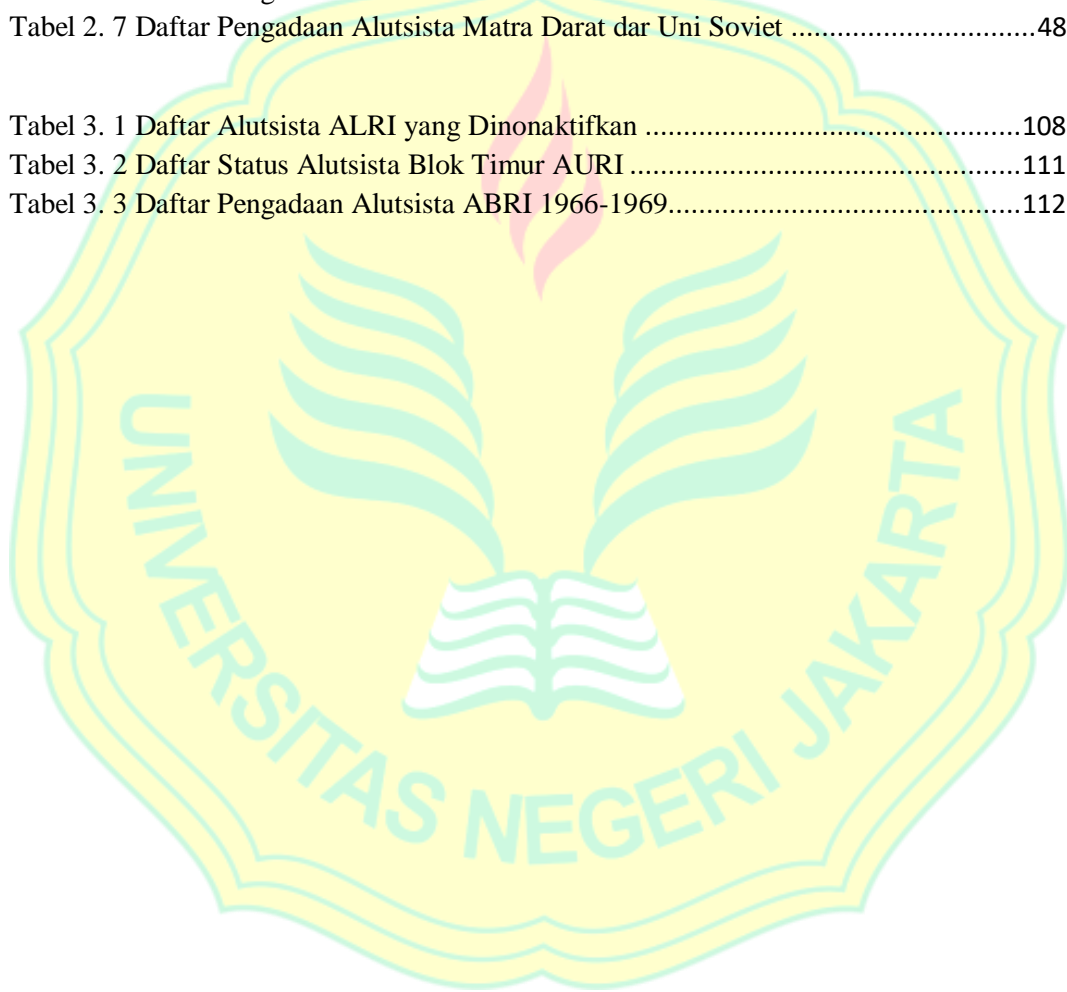 Tabel 2. 7 Daftar Pengadaan Alutsista Matra Darat dar Uni Soviet ..............................48
Tabel 3. 1 Daftar Alutsista ALRI yang Dinonaktifkan ..............................................108
Tabel 3. 2 Daftar Status Alutsista Blok Timur AURI ................................................111
Tabel 3. 3 Daftar Pengadaan Alutsista ABRI 1966-1969...........................................112
UNIVERSITAS NEGERI JAKARTA